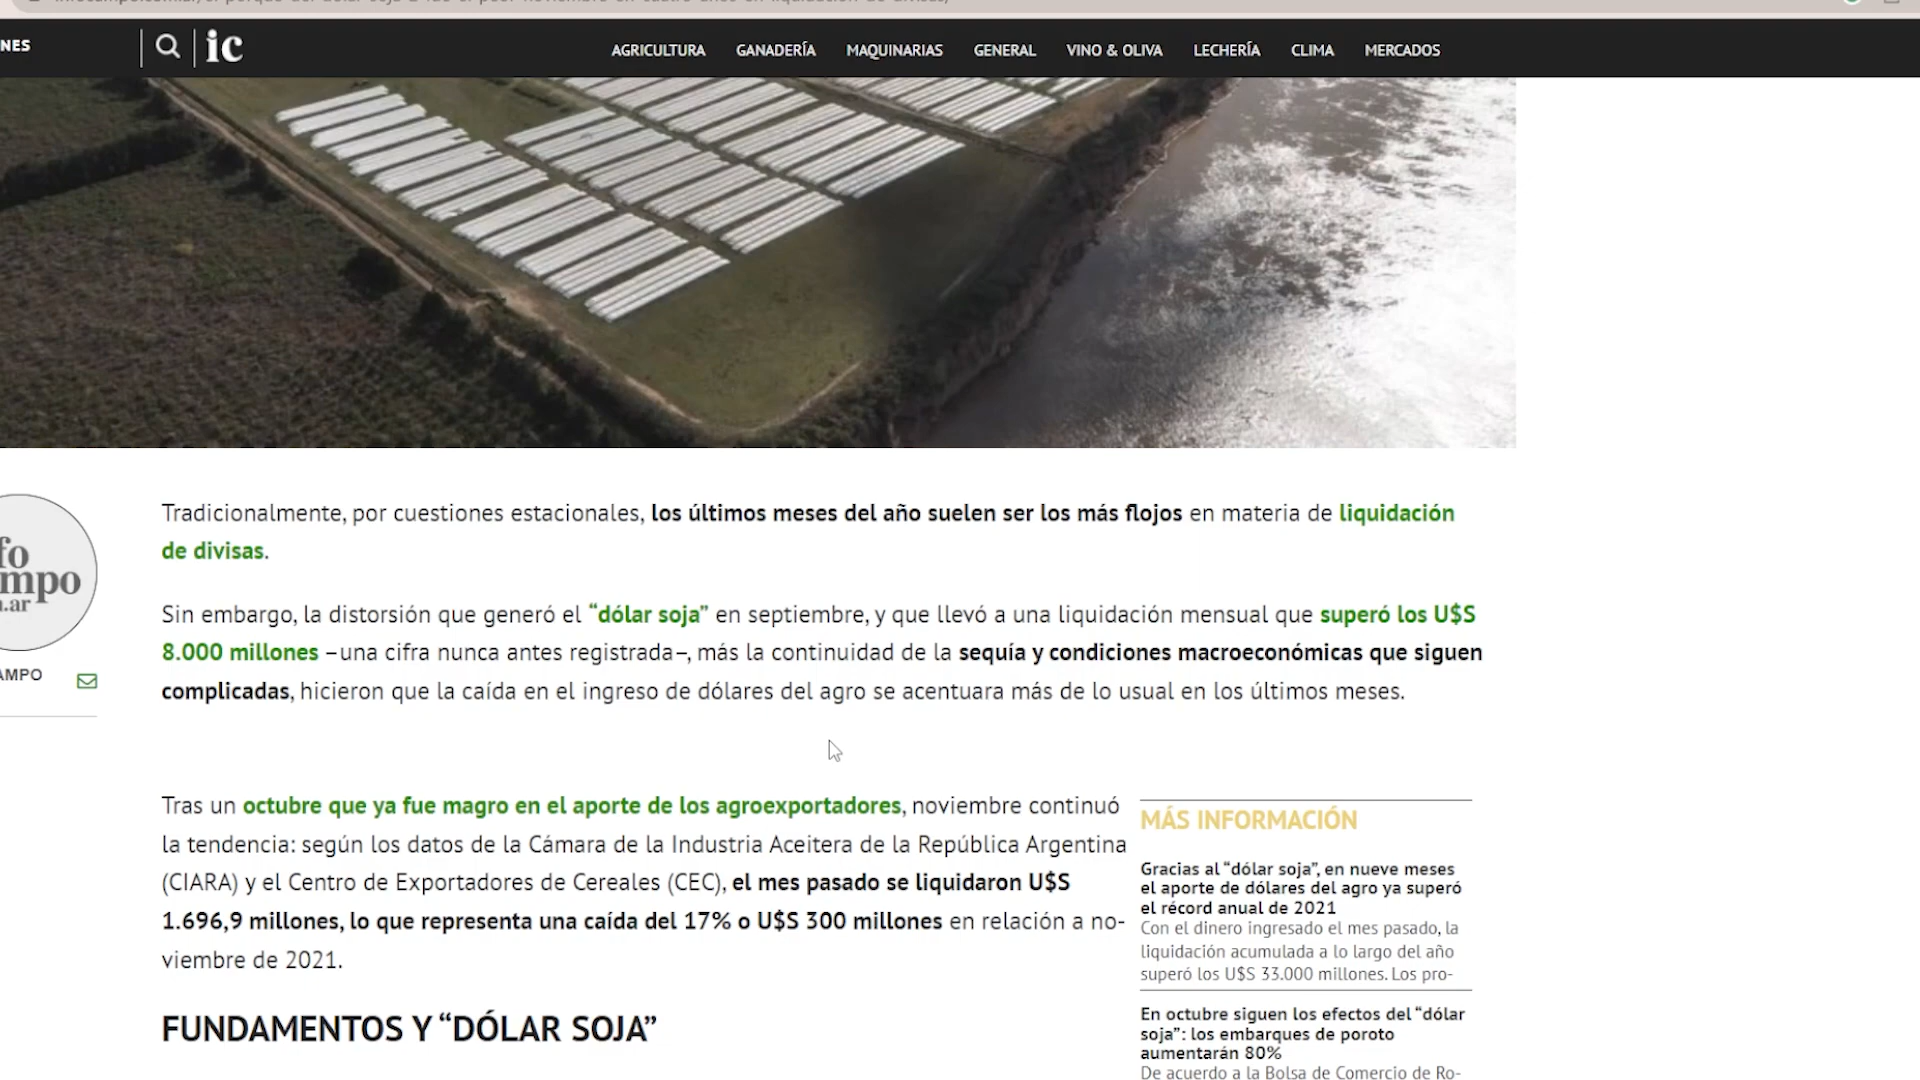 NES
ic
AGRICULTURA GANADERÍA MAQUINARIAS GENERAL VINO & OLIVA LECHERÍA CLIMA MERCADOS
Tradicionalmente, por cuestiones estacionales, los últimos meses del año suelen ser los más flojos en materia de liquidación
de divisas.
fo
mpo
.ar
AMPO
Sin embargo, la distorsión que generó el “dólar soja” en septiembre, y que llevó a una liquidación mensual que superó los U$S
8.000 millones –una cifra nunca antes registrada–, más la continuidad de la sequía y condiciones macroeconómicas que siguen
complicadas, hicieron que la caída en el ingreso de dólares del agro se acentuara más de lo usual en los últimos meses.
Tras un octubre que ya fue magro en el aporte de los agroexportadores, noviembre continuó
la tendencia: según los datos de la Cámara de la Industria Aceitera de la República Argentina
(CIARA) y el Centro de Exportadores de Cereales (CEC), el mes pasado se liquidaron U$S
1.696,9 millones, lo que representa una caída del 17% o U$S 300 millones en relación a no-
viembre de 2021.
FUNDAMENTOS Y “DÓLAR SOJA”
MÁS INFORMACIÓN
Gracias al “dólar soja”, en nueve meses
el aporte de dólares del agro ya superó
el récord anual de 2021
Con el dinero ingresado el mes pasado, la
liquidación acumulada a lo largo del año
superó los U$S 33.000 millones. Los pro-
En octubre siguen los efectos del “dólar
soja”: los embarques de poroto
aumentarán 80%
De acuerdo a la Bolsa de Comercio de Ro-